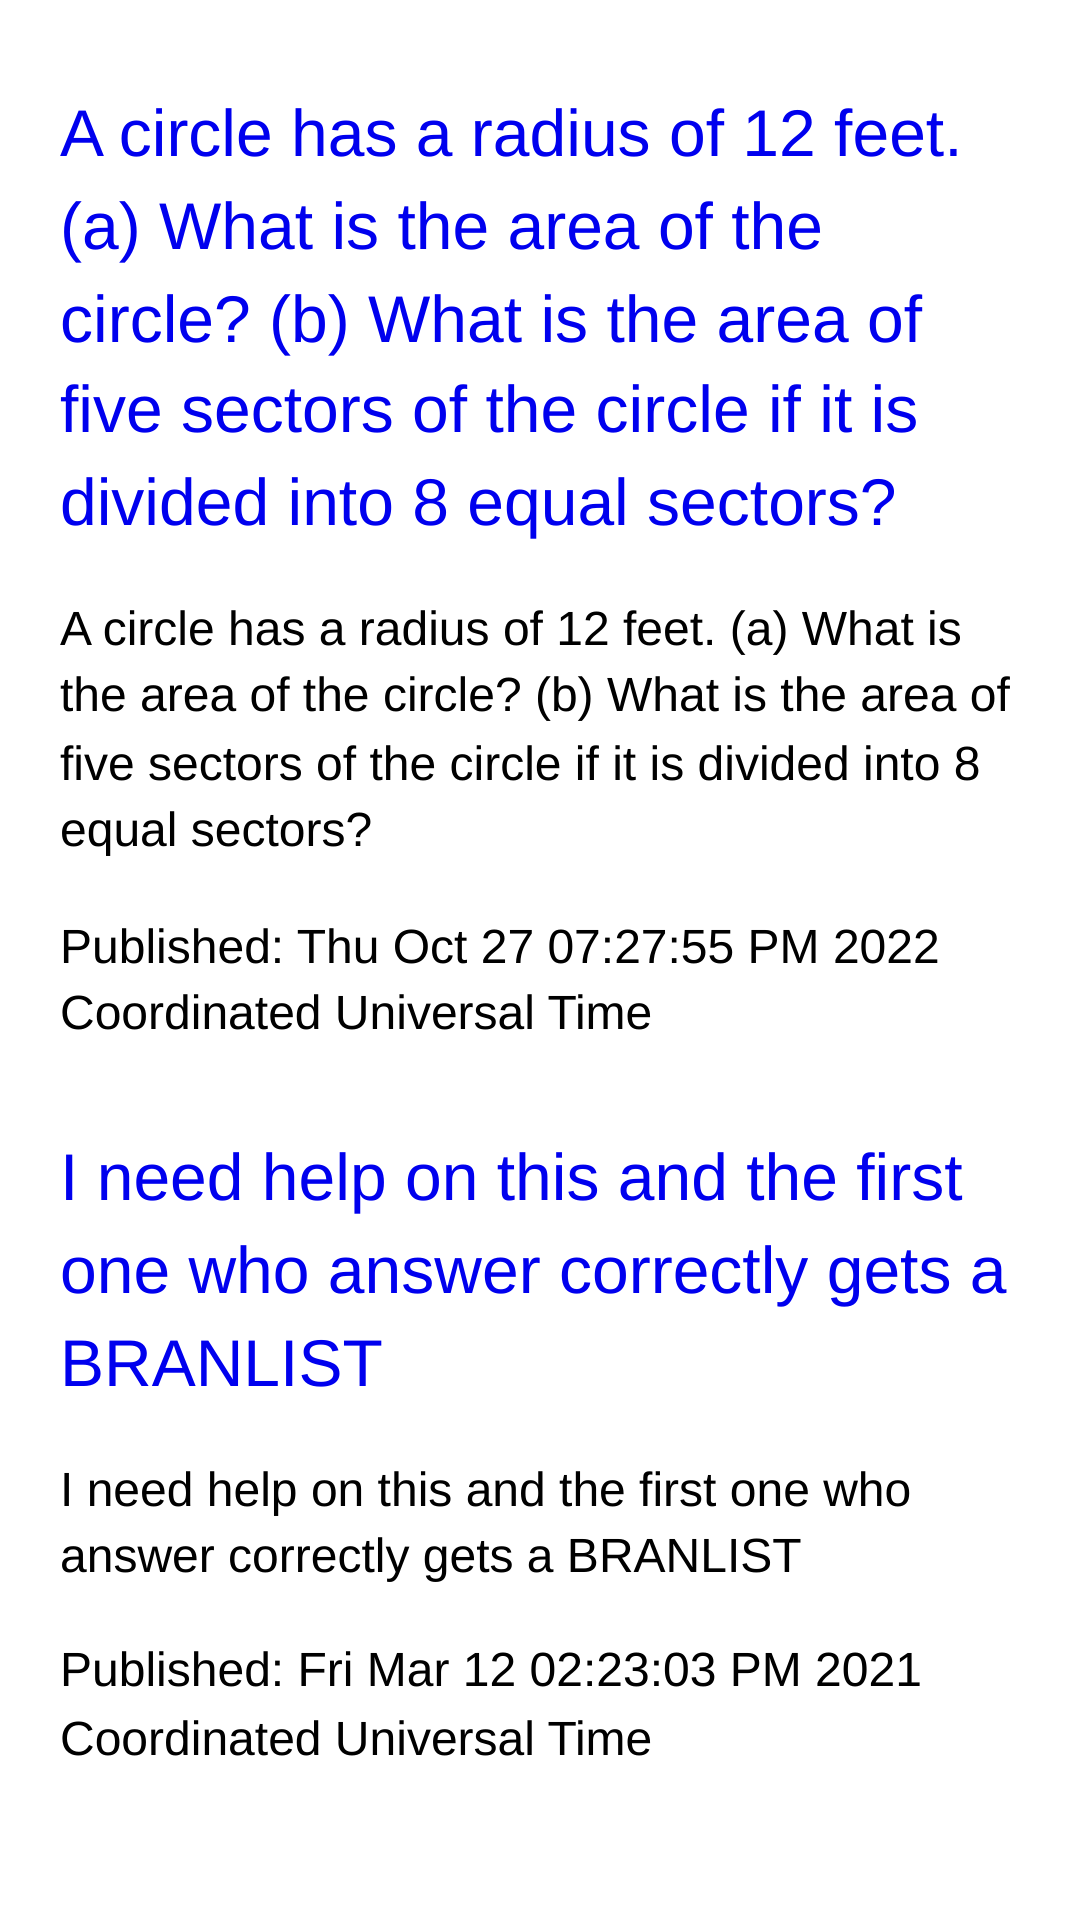 A circle has a radius of 12 feet.
(a) What is the area of the
circle? (b) What is the area of
five sectors of the circle if it is
divided into 8 equal sectors?
A circle has a radius of 12 feet. (a) What is
the area of the circle? (b) What is the area of
five sectors of the circle if it is divided into 8
equal sectors?
Published: Thu Oct 27 07:27:55 PM 2022
Coordinated Universal Time
I need help on this and the first
one who answer correctly gets a
BRANLIST
I need help on this and the first one who
answer correctly gets a BRANLIST
Published: Fri Mar 12 02:23:03 PM 2021
Coordinated Universal Time